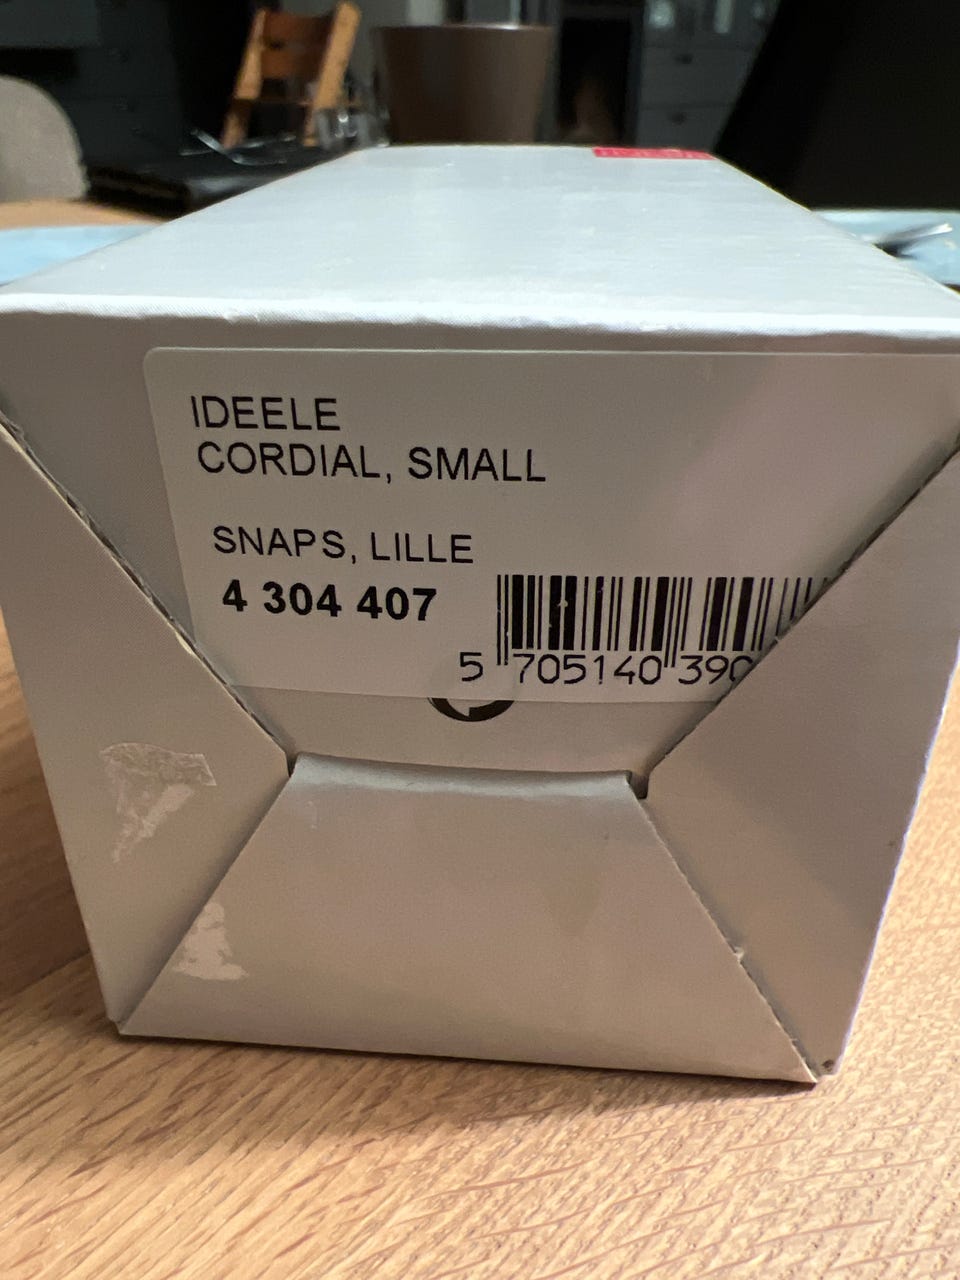 IDEELE
CORDIAL, SMALL
SNAPS, LILLE
4 304 407
5 705140 390